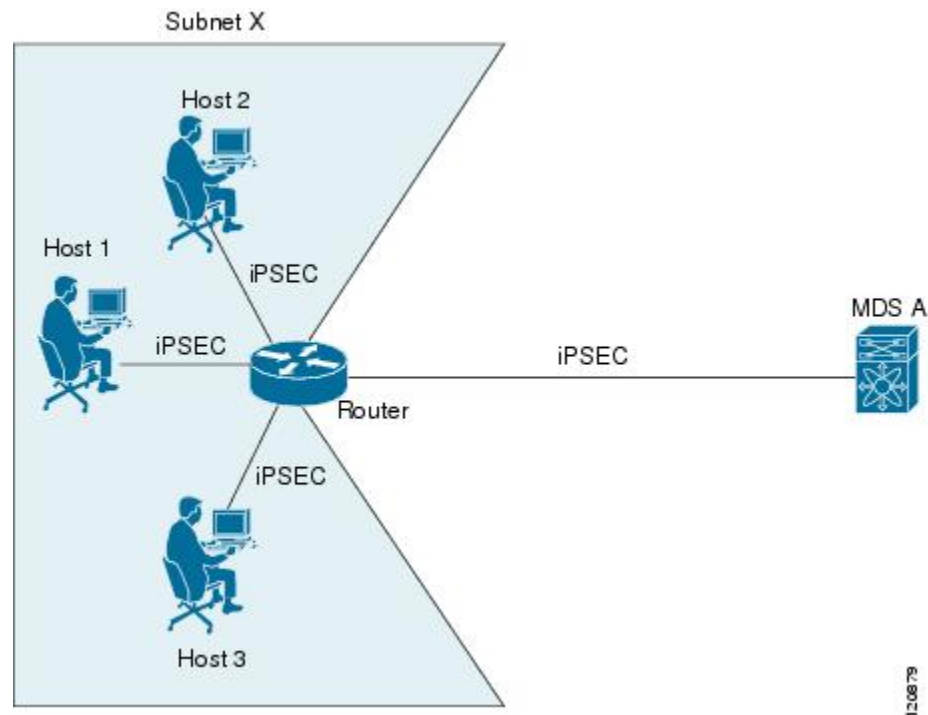 Subnet X
Host 2
Host 1
iPSEC
iPSEC
MDS A
iPSEC
Router
iPSEC
Host 3
120879